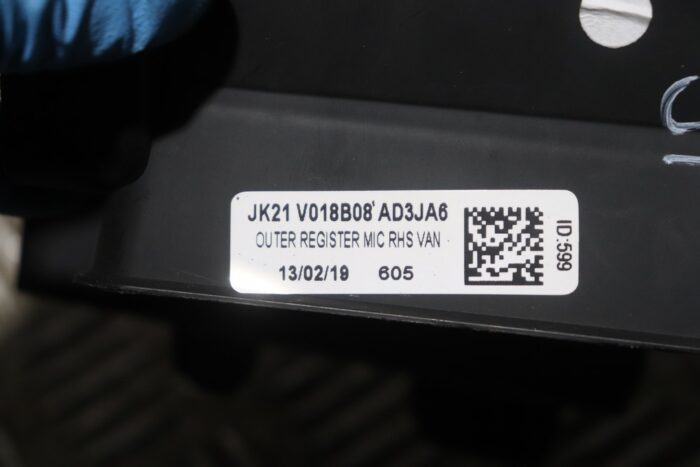 JK21 V018B08 AD3JA6
OUTER REGISTER MIC RHS VAN
13/02/19 605
ID:599